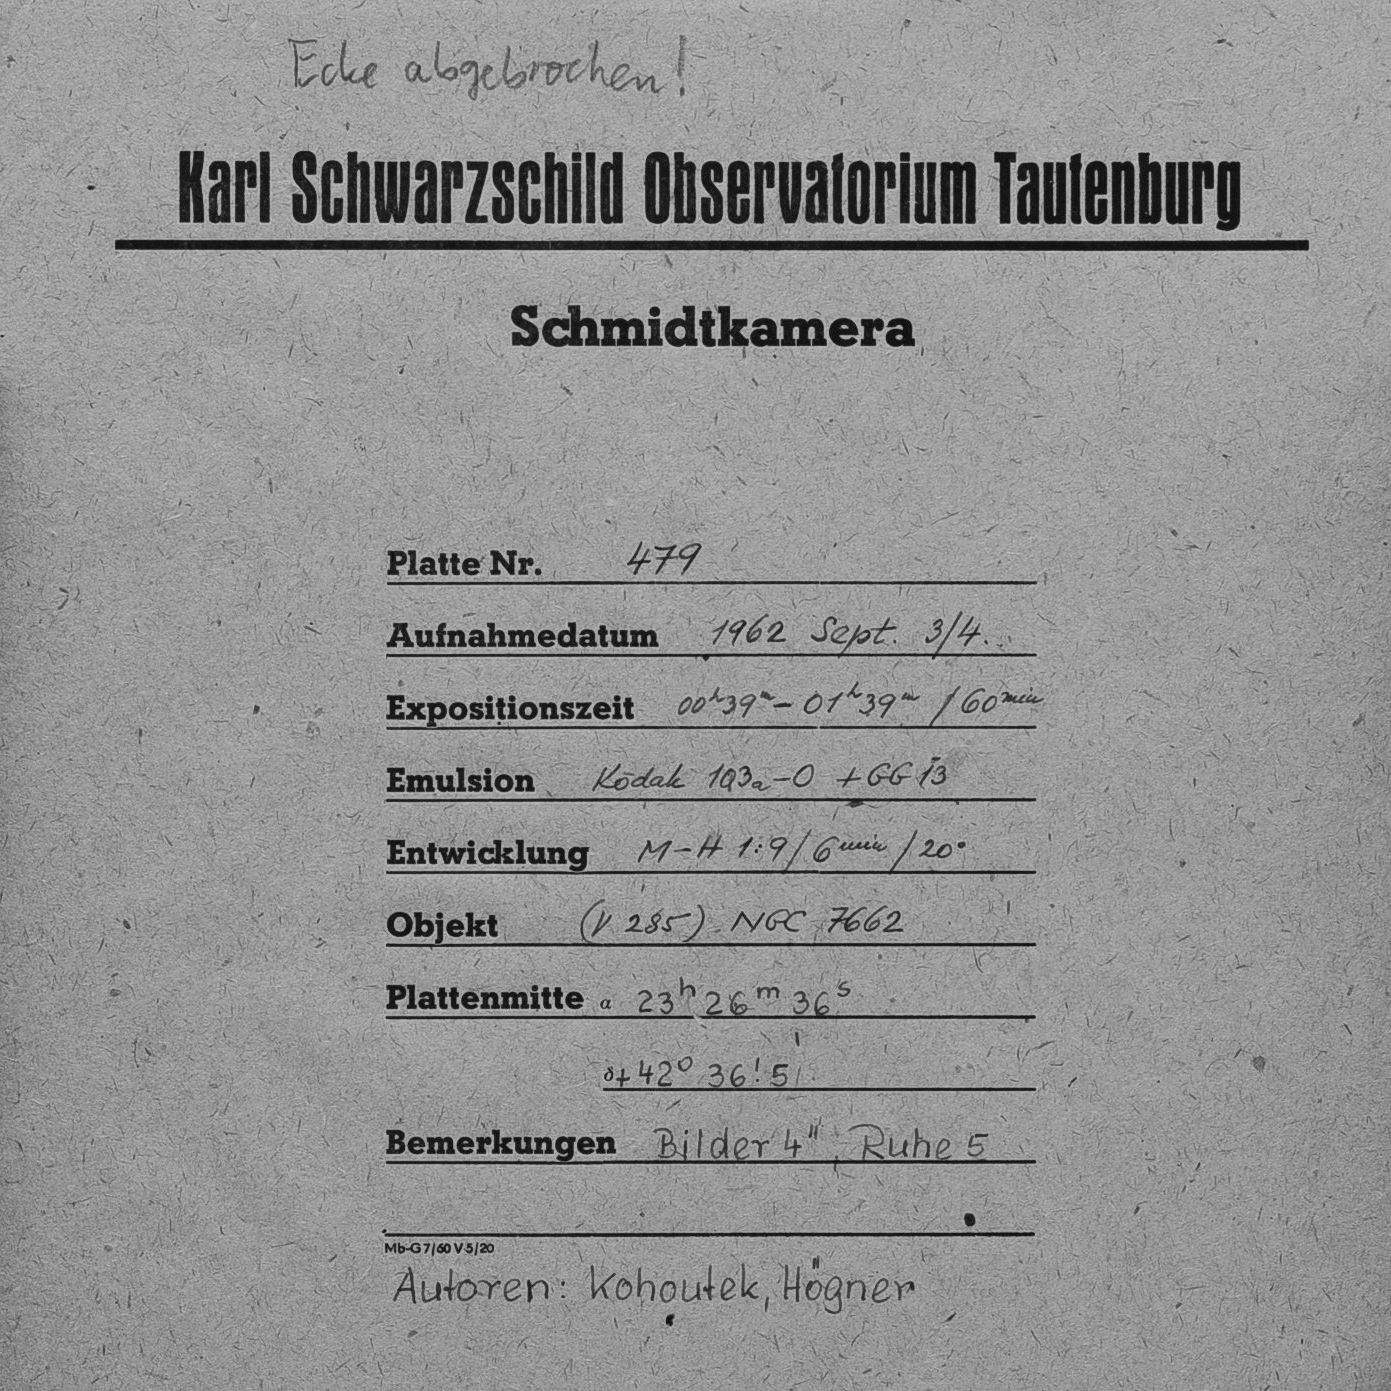 Ecke abgebrochen!
Karl Schwarzschild Observatorium Tautenburg
Schmidtkamera
Platte Nr. 479
Aufnahmedatum 1962 Sept. 3/4.
Expositionszeit 00ʰ39ᵐ – 01ʰ39ᵐ / 60ᵐⁱⁿ
Emulsion Kodak 103a-O + GG 13
Entwicklung M-H 1:9 / 6ᵐⁱⁿ / 20°
Objekt (V 285) NGC 7662
Plattenmitte α 23ʰ 26ᵐ 36ˢ
δ + 42° 36!5
Bemerkungen Bilder 4", Ruhe 5
Mb-G 7/60 V 5/20
Autoren: Kohoutek, Högner